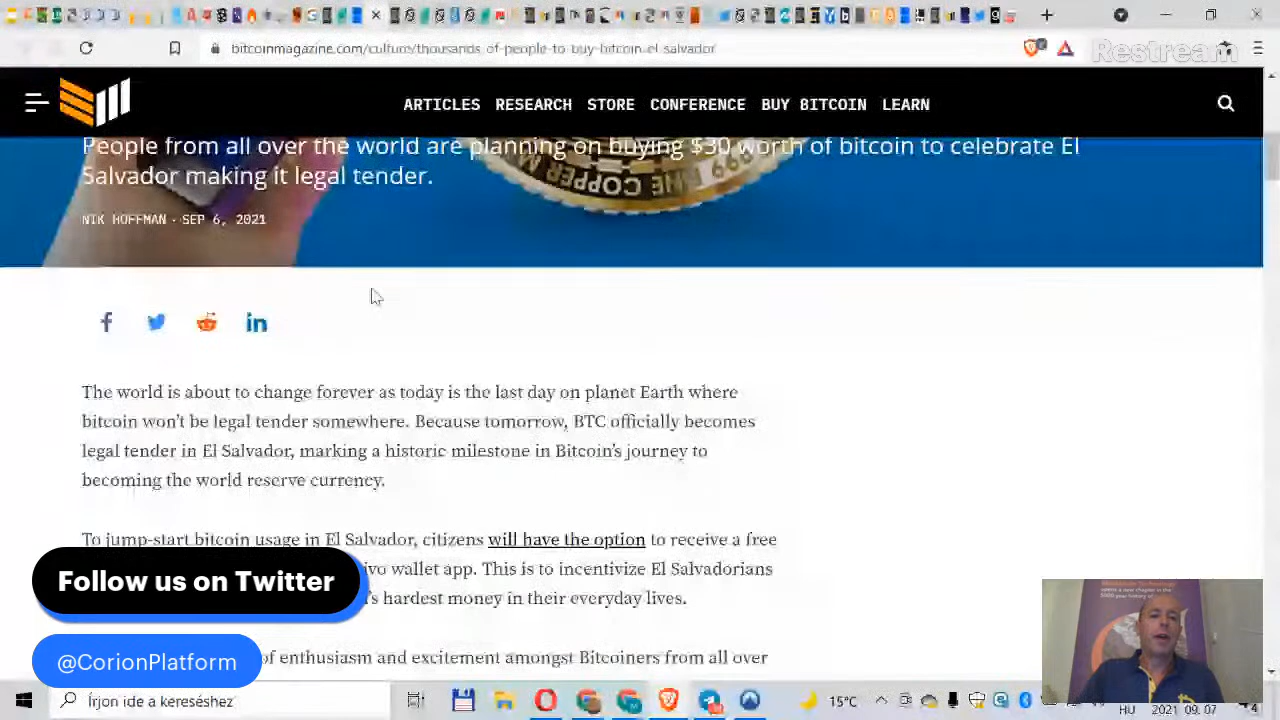 bitcoinmagazine.com/culture/thousands-of-people-to-buy-bitcoin-el-salvador
Restream
ARTICLES RESEARCH STORE CONFERENCE BUY BITCOIN LEARN
People from all over the world are planning on buying $30 worth of bitcoin to celebrate El
Salvador making it legal tender.
COPPER
FINE
999
NIK HOFFMAN · SEP 6, 2021
The world is about to change forever as today is the last day on planet Earth where
bitcoin won't be legal tender somewhere. Because tomorrow, BTC officially becomes
legal tender in El Salvador, marking a historic milestone in Bitcoin's journey to
becoming the world reserve currency.
To jump-start bitcoin usage in El Salvador, citizens will have the option to receive a free
ivo wallet app. This is to incentivize El Salvadorians
's hardest money in their everyday lives.
of enthusiasm and excitement amongst Bitcoiners from all over
Follow us on Twitter
@CorionPlatform
Írjon ide a kereséshez
15°C
HU
2021. 09. 07.